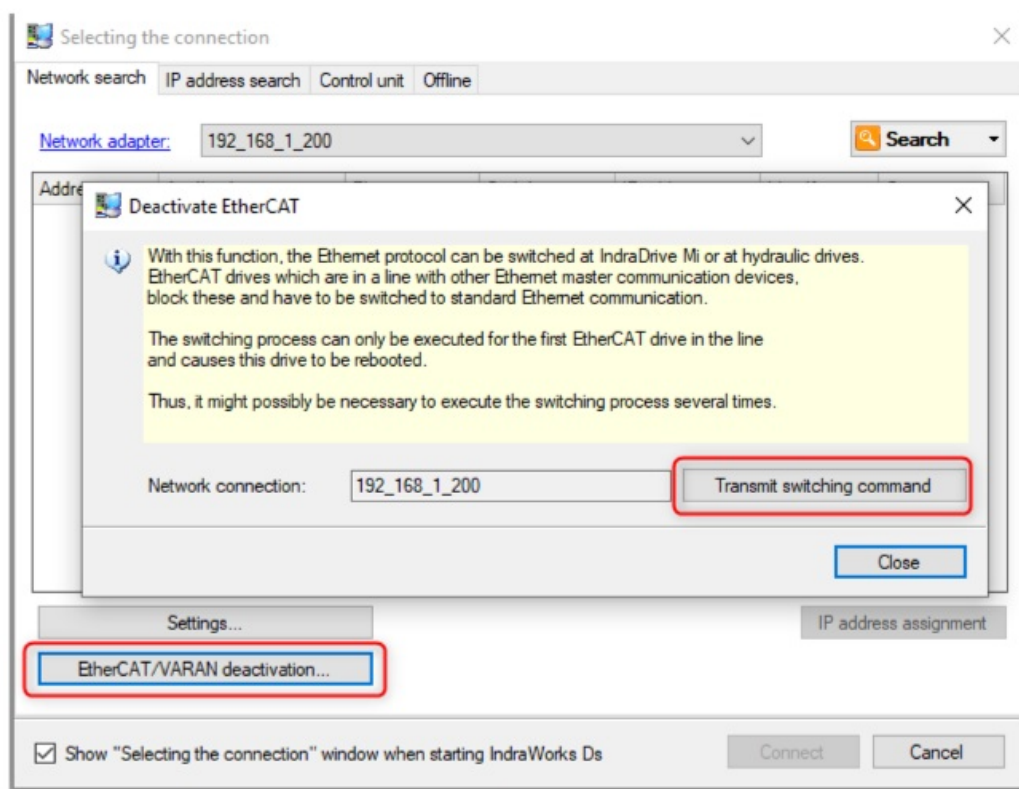 Selecting the connection
Network search IP address search Control unit Offline
Network adapter: 192_168_1_200 Search
Addre
Deactivate EtherCAT
With this function, the Ethernet protocol can be switched at IndraDrive Mi or at hydraulic drives.
EtherCAT drives which are in a line with other Ethernet master communication devices,
block these and have to be switched to standard Ethernet communication.
The switching process can only be executed for the first EtherCAT drive in the line
and causes this drive to be rebooted.
Thus, it might possibly be necessary to execute the switching process several times.
Network connection: 192_168_1_200 Transmit switching command
Close
Settings... IP address assignment
EtherCAT/VARAN deactivation...
Show "Selecting the connection" window when starting IndraWorks Ds Connect Cancel